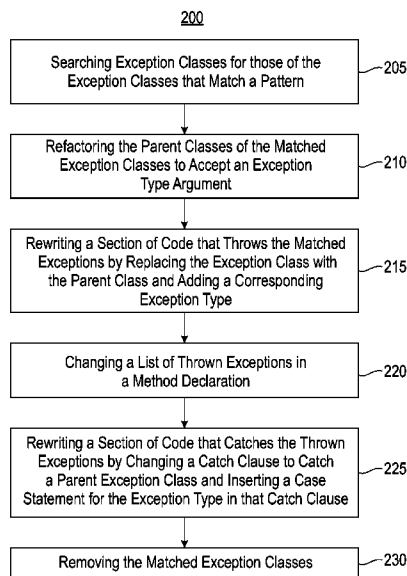 200
Searching Exception Classes for those of the
Exception Classes that Match a Pattern
205
Refactoring the Parent Classes of the Matched
Exception Classes to Accept an Exception
Type Argument
210
Rewriting a Section of Code that Throws the Matched
Exceptions by Replacing the Exception Class with
the Parent Class and Adding a Corresponding
Exception Type
215
Changing a List of Thrown Exceptions in
a Method Declaration
220
Rewriting a Section of Code that Catches the Thrown
Exceptions by Changing a Catch Clause to Catch
a Parent Exception Class and Inserting a Case
Statement for the Exception Type in that Catch Clause
225
Removing the Matched Exception Classes
230